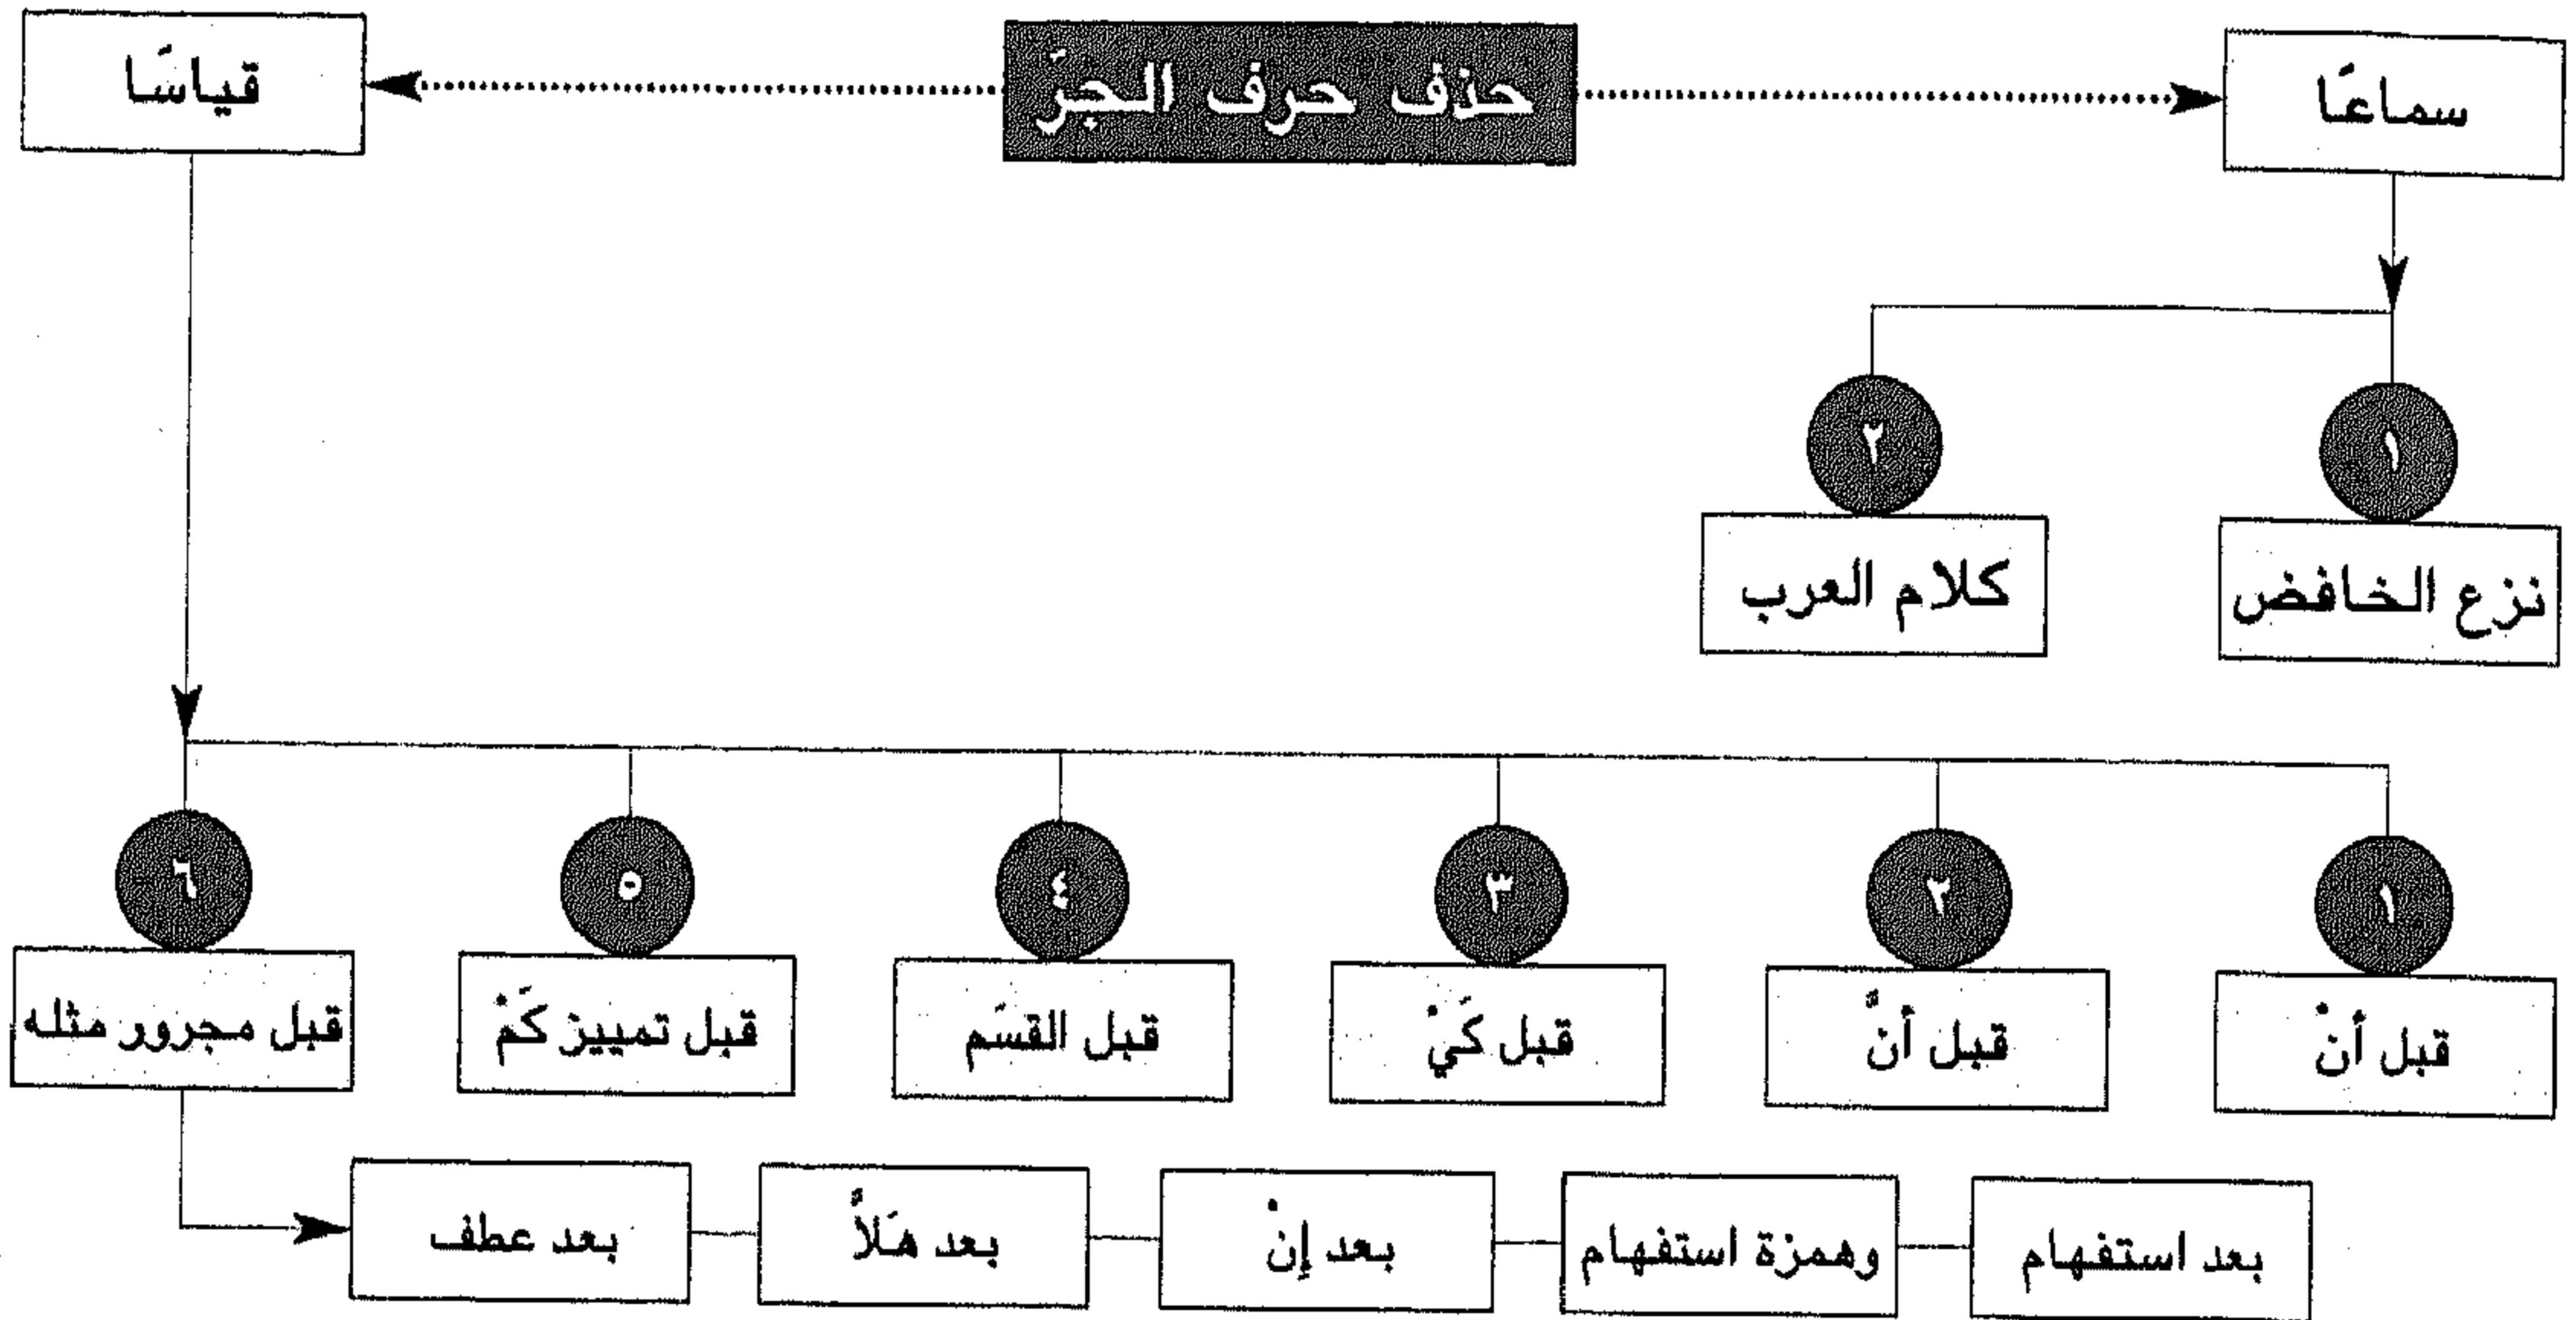 حذف حرف الجرّ
سماعًا
قياسًا
١
نزع الخافض
٢
كلام العرب
١
قبل أنْ
٢
قبل أنَّ
٣
قبل كَيْ
٤
قبل القسَم
٥
قبل تمييز كَمْ
٦
قبل مجرور مثله
بعد استفهام
وهمزة استفهام
بعد إِنْ
بعد هَلاَّ
بعد عطف